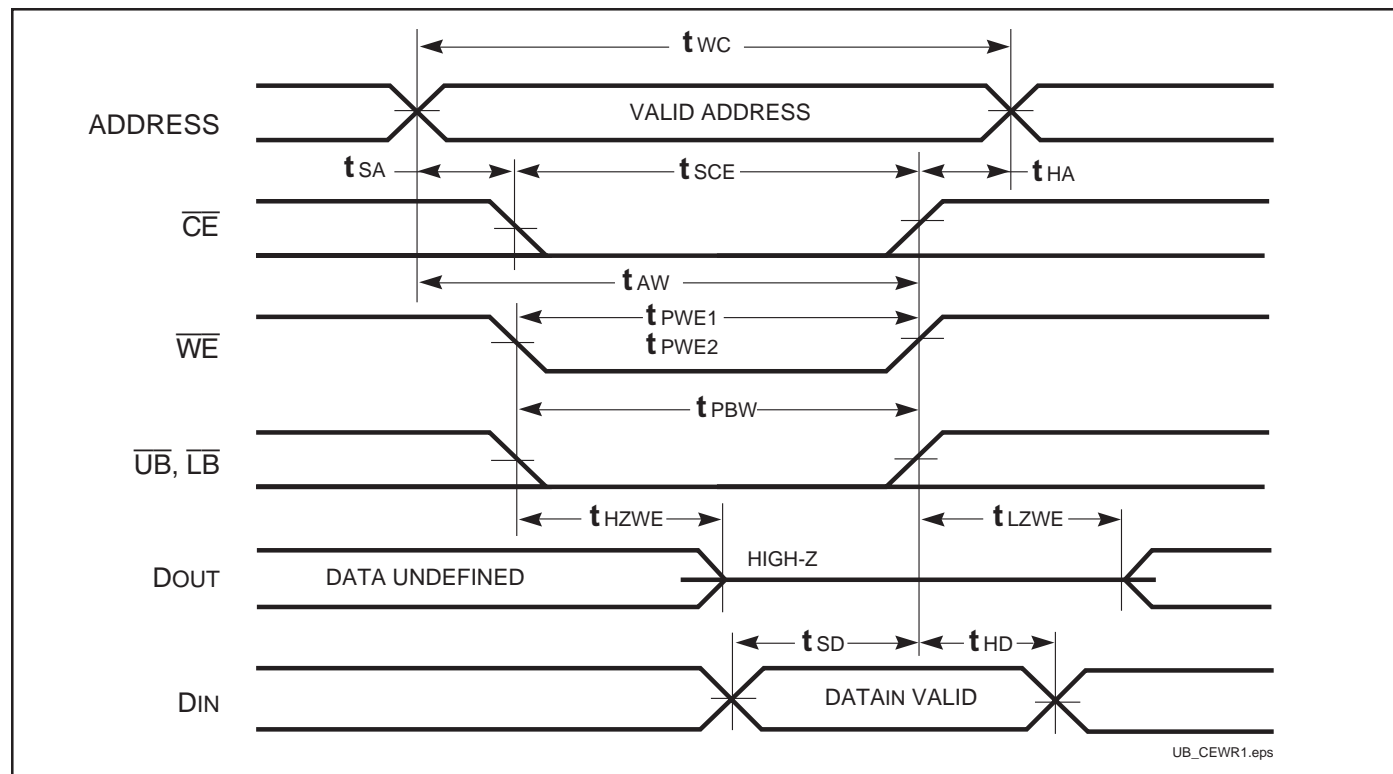 tWC
ADDRESS
VALID ADDRESS
tSA
tSCE
tHA
CE
tAW
WE
tPWE1
tPWE2
tPBW
UB, LB
tHZWE
tLZWE
DOUT
DATA UNDEFINED
HIGH-Z
tSD
tHD
DIN
DATAIN VALID
UB_CEWR1.eps